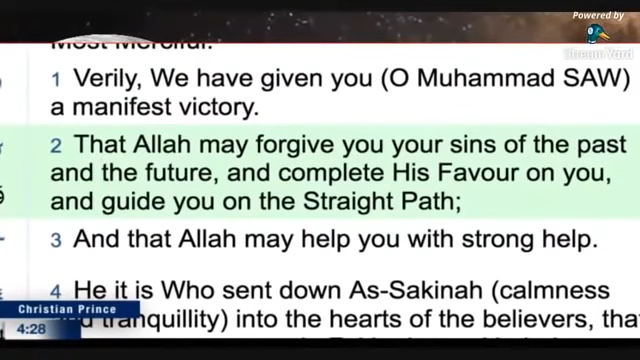 Powered by
StreamYard
Most Merciful.
1 Verily, We have given you (O Muhammad SAW)
a manifest victory.
2 That Allah may forgive you your sins of the past
and the future, and complete His Favour on you,
and guide you on the Straight Path;
3 And that Allah may help you with strong help.
4 He it is Who sent down As-Sakinah (calmness
and tranquillity) into the hearts of the believers, tha
Christian Prince
4:28